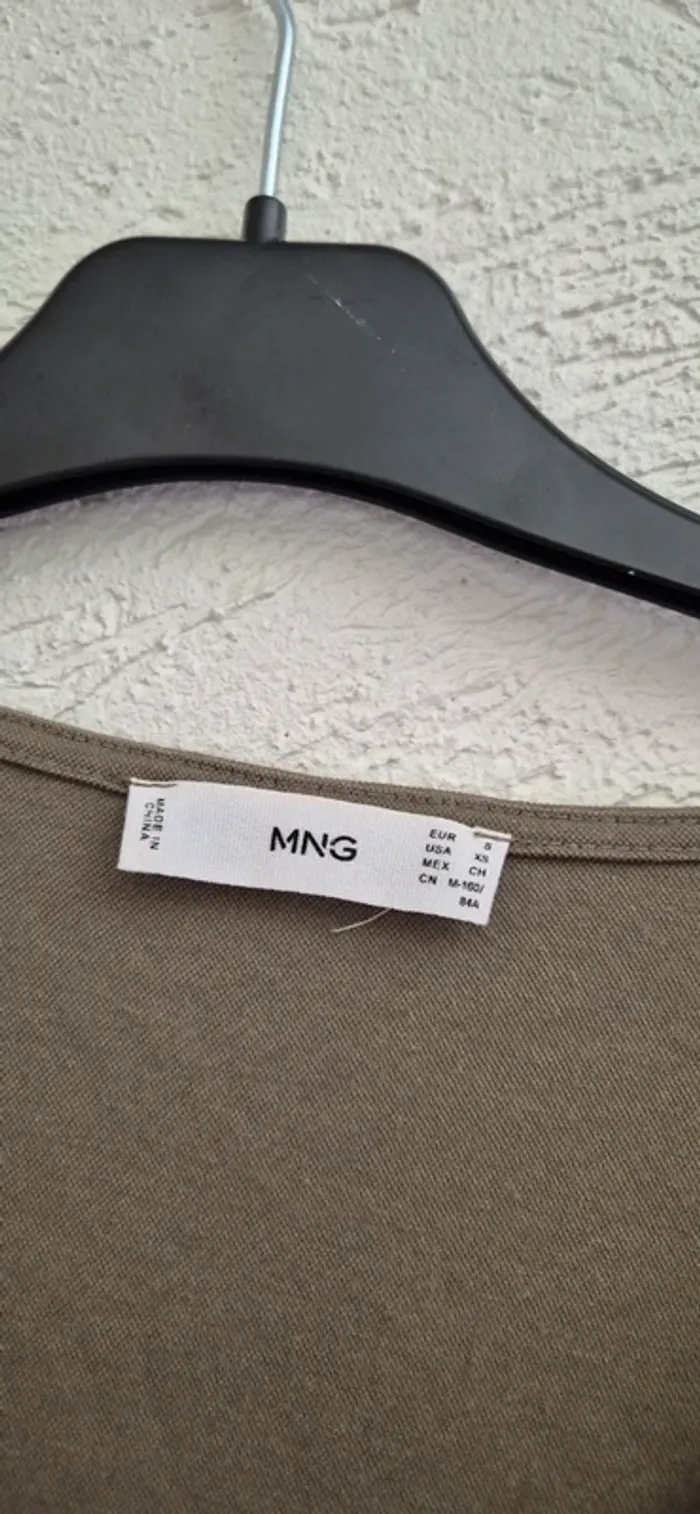 MADE IN
CHINA
MNG
EUR S
USA XS
MEX CH
CN M-160/
84A